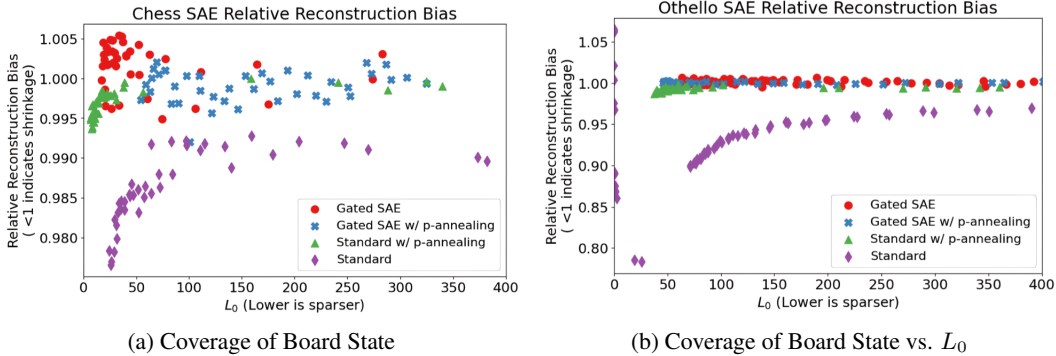 Chess SAE Relative Reconstruction Bias
Relative Reconstruction Bias
( <1 indicates shrinkage)
1.005
1.000
0.995
0.990
0.985
0.980
Gated SAE
Gated SAE w/ p-annealing
Standard w/ p-annealing
Standard
0 50 100 150 200 250 300 350 400
L₀ (Lower is sparser)
(a) Coverage of Board State
Othello SAE Relative Reconstruction Bias
Relative Reconstruction Bias
( <1 indicates shrinkage)
1.05
1.00
0.95
0.90
0.85
0.80
Gated SAE
Gated SAE w/ p-annealing
Standard w/ p-annealing
Standard
0 50 100 150 200 250 300 350 400
L₀ (Lower is sparser)
(b) Coverage of Board State vs. L₀